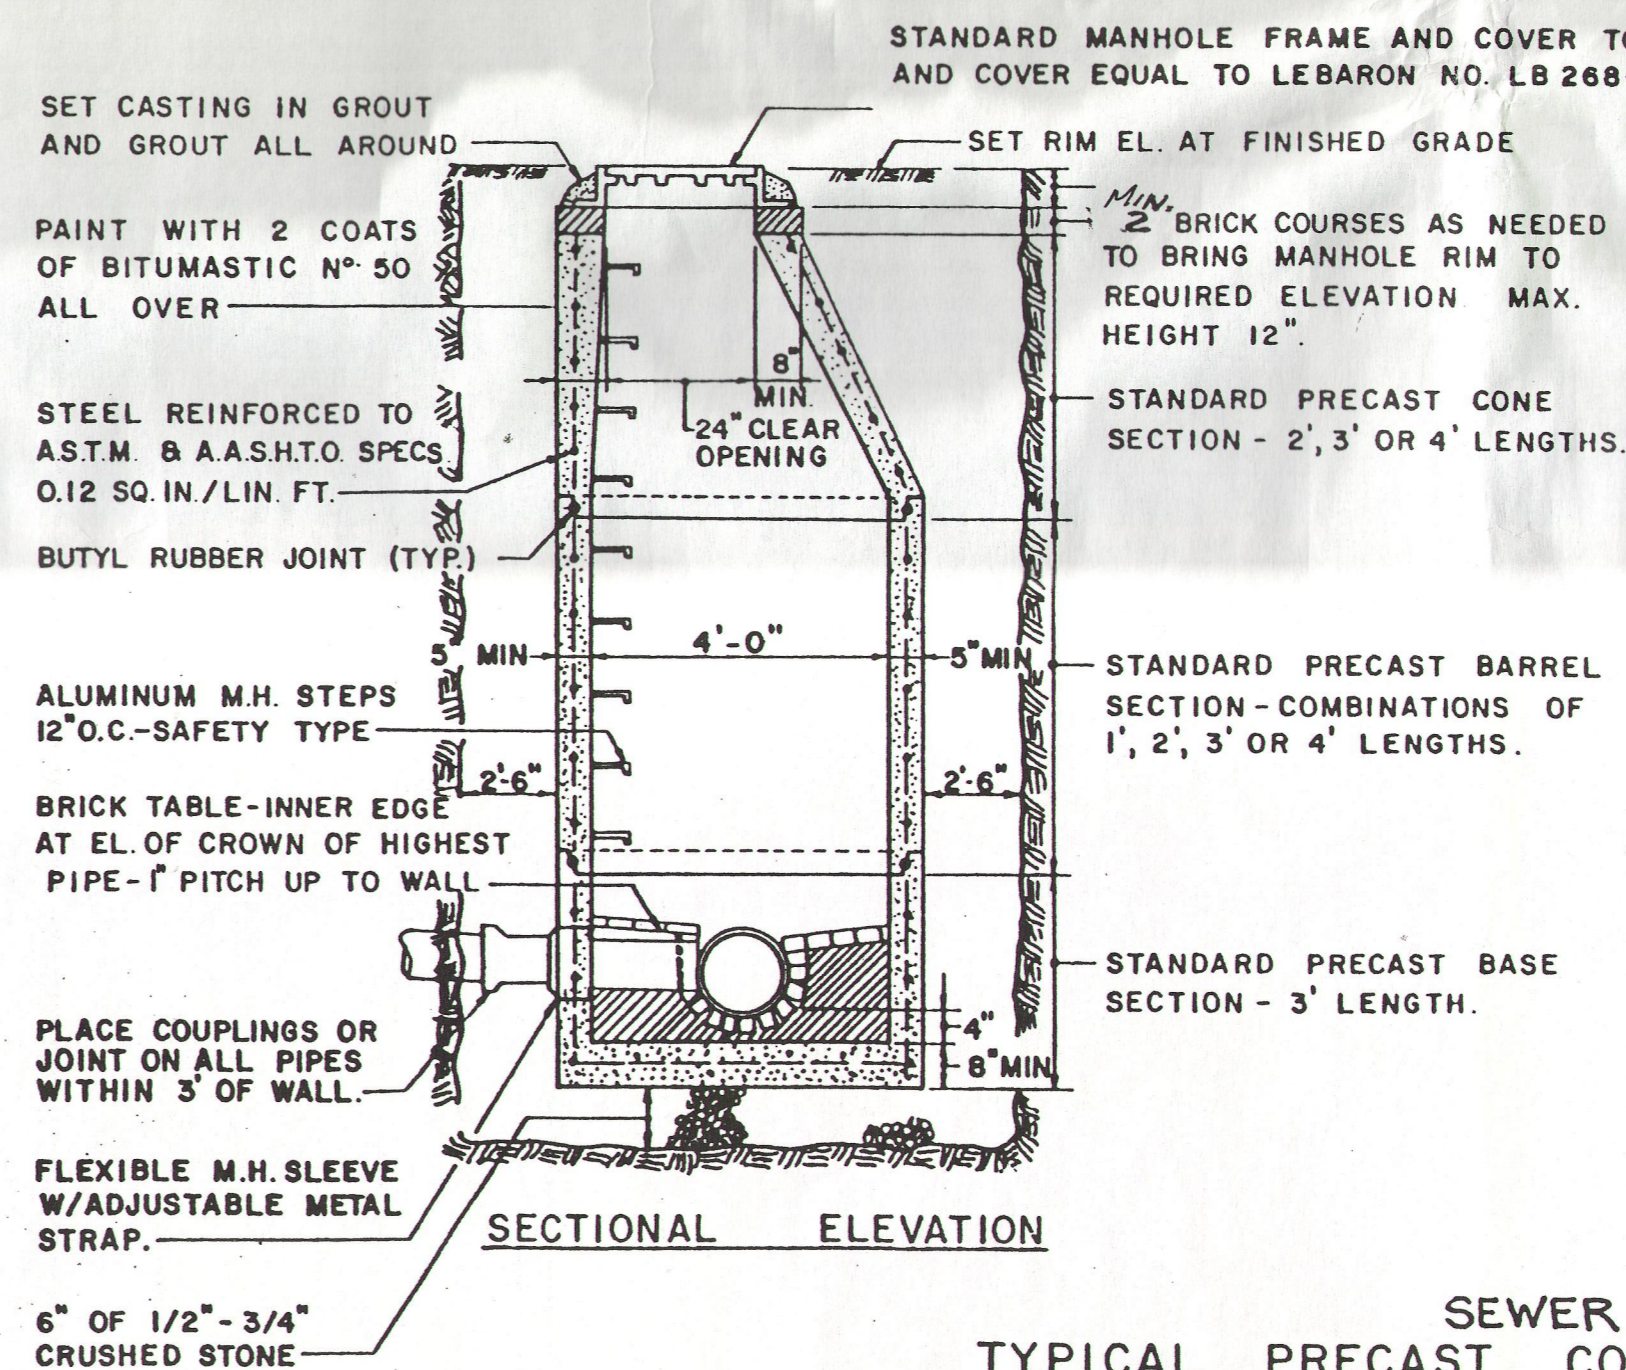 STANDARD MANHOLE FRAME AND COVER TO
AND COVER EQUAL TO LEBARON NO. LB 268
SET CASTING IN GROUT
AND GROUT ALL AROUND
SET RIM EL. AT FINISHED GRADE
PAINT WITH 2 COATS
OF BITUMASTIC Nº. 50
ALL OVER
MIN.
2 BRICK COURSES AS NEEDED
TO BRING MANHOLE RIM TO
REQUIRED ELEVATION MAX.
HEIGHT 12".
8"
MIN.
24" CLEAR
OPENING
STEEL REINFORCED TO
A.S.T.M. & A.A.S.H.T.O. SPECS
0.12 SQ. IN./LIN. FT.
STANDARD PRECAST CONE
SECTION - 2', 3' OR 4' LENGTHS.
BUTYL RUBBER JOINT (TYP.)
5" MIN
4'-0"
5" MIN
STANDARD PRECAST BARREL
SECTION - COMBINATIONS OF
1', 2', 3' OR 4' LENGTHS.
ALUMINUM M.H. STEPS
12" O.C.-SAFETY TYPE
2'-6"
2'-6"
BRICK TABLE-INNER EDGE
AT EL. OF CROWN OF HIGHEST
PIPE-1" PITCH UP TO WALL
STANDARD PRECAST BASE
SECTION - 3' LENGTH.
4"
8" MIN
PLACE COUPLINGS OR
JOINT ON ALL PIPES
WITHIN 3' OF WALL.
FLEXIBLE M.H. SLEEVE
W/ADJUSTABLE METAL
STRAP.
6" OF 1/2"-3/4"
CRUSHED STONE
SECTIONAL ELEVATION
SEWER
TYPICAL PRECAST CO